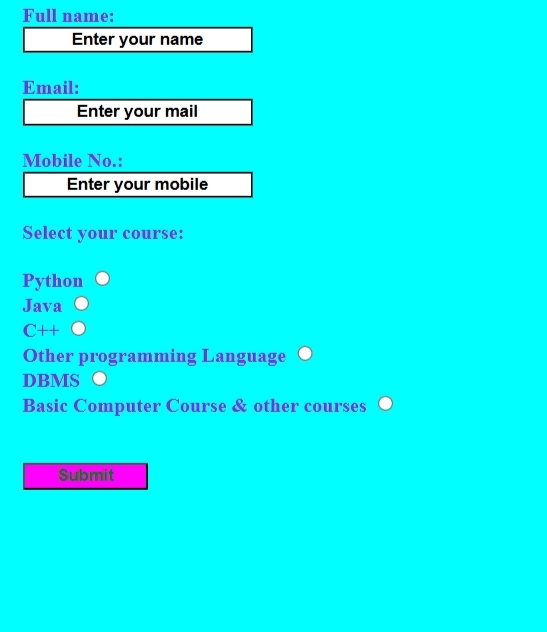 Full name:
Enter your name
Email:
Enter your mail
Mobile No.:
Enter your mobile
Select your course:
Python
Java
C++
Other programming Language
DBMS
Basic Computer Course & other courses
Submit